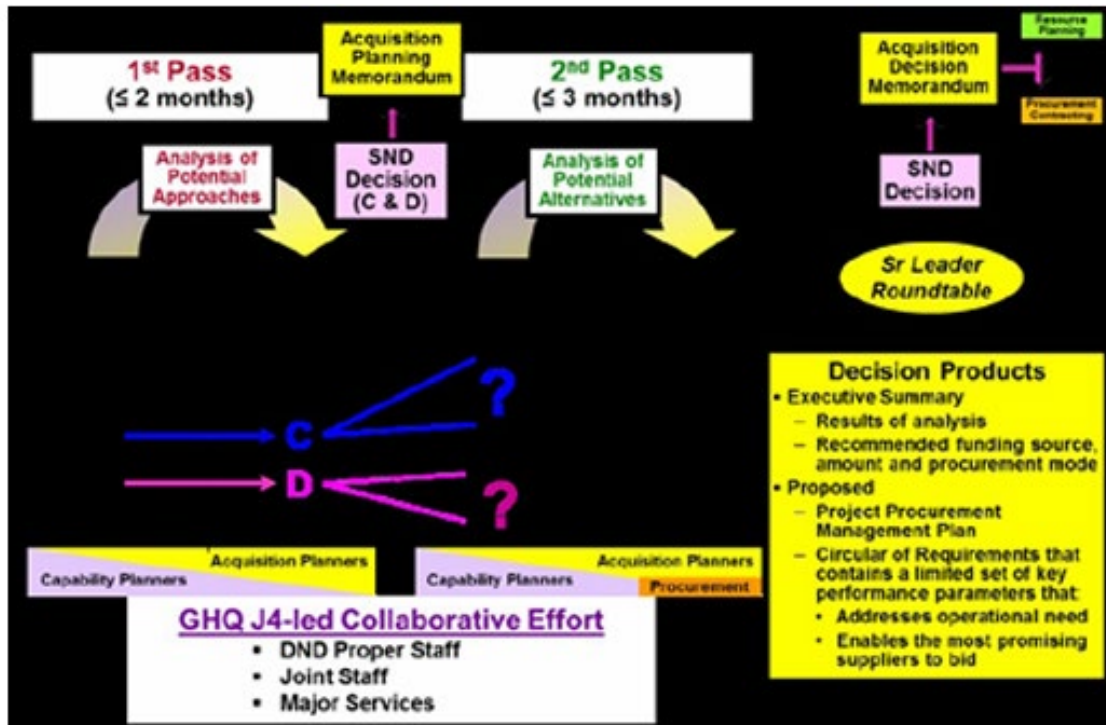 Resource
Planning
Acquisition
Planning
Memorandum
Acquisition
Decision
Memorandum
1st Pass
(≤ 2 months)
2nd Pass
(≤ 3 months)
Procurement
Contracting
Analysis of
Potential
Approaches
SND
Decision
(C & D)
Analysis of
Potential
Alternatives
SND
Decision
Sr Leader
Roundtable
?
C
D
?
Decision Products
• Executive Summary
– Results of analysis
– Recommended funding source,
amount and procurement mode
• Proposed
– Project Procurement
Management Plan
– Circular of Requirements that
contains a limited set of key
performance parameters that:
• Addresses operational need
• Enables the most promising
suppliers to bid
Acquisition Planners
Capability Planners
Acquisition Planners
Capability Planners
Procurement
GHQ J4-led Collaborative Effort
▪ DND Proper Staff
▪ Joint Staff
▪ Major Services